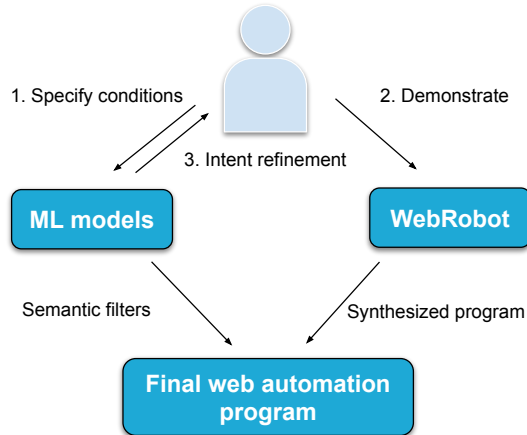 1. Specify conditions
2. Demonstrate
3. Intent refinement
ML models
WebRobot
Semantic filters
Synthesized program
Final web automation
program